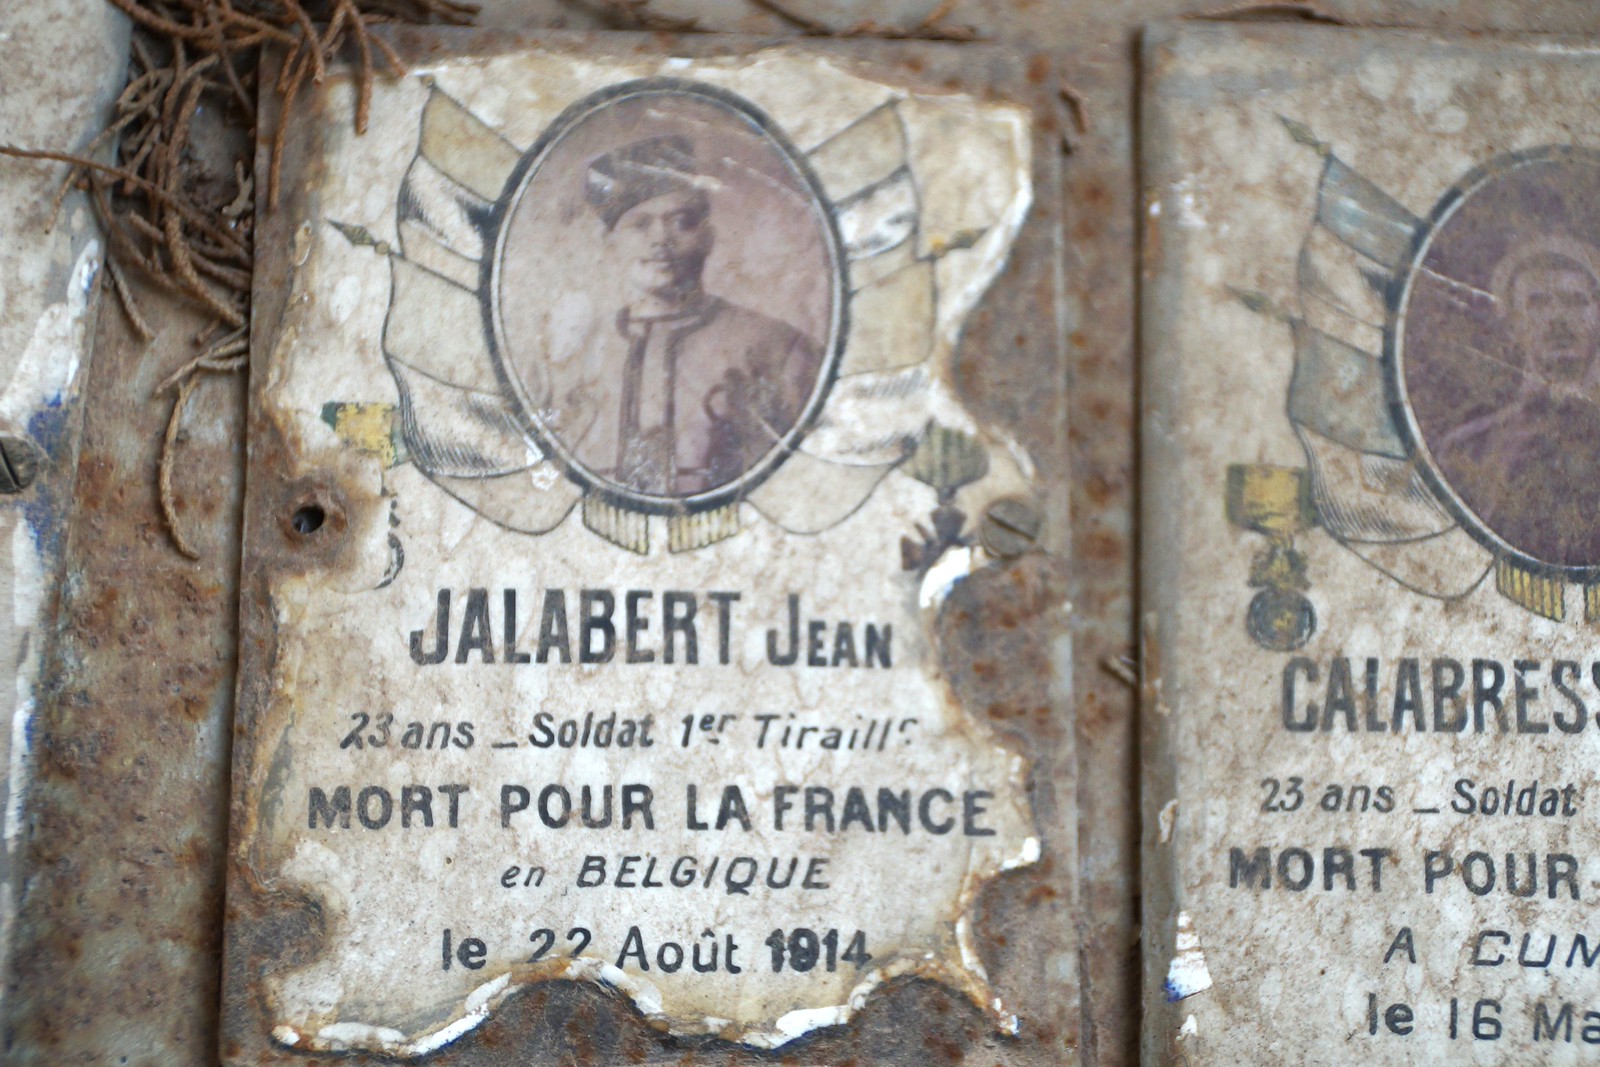 JALABERT JEAN
23 ans _ Soldat 1er Tiraillr
MORT POUR LA FRANCE
en BELGIQUE
le 22 Août 1914
CALABRESS
23 ans _ Soldat
MORT POUR
A CUM
le 16 Ma